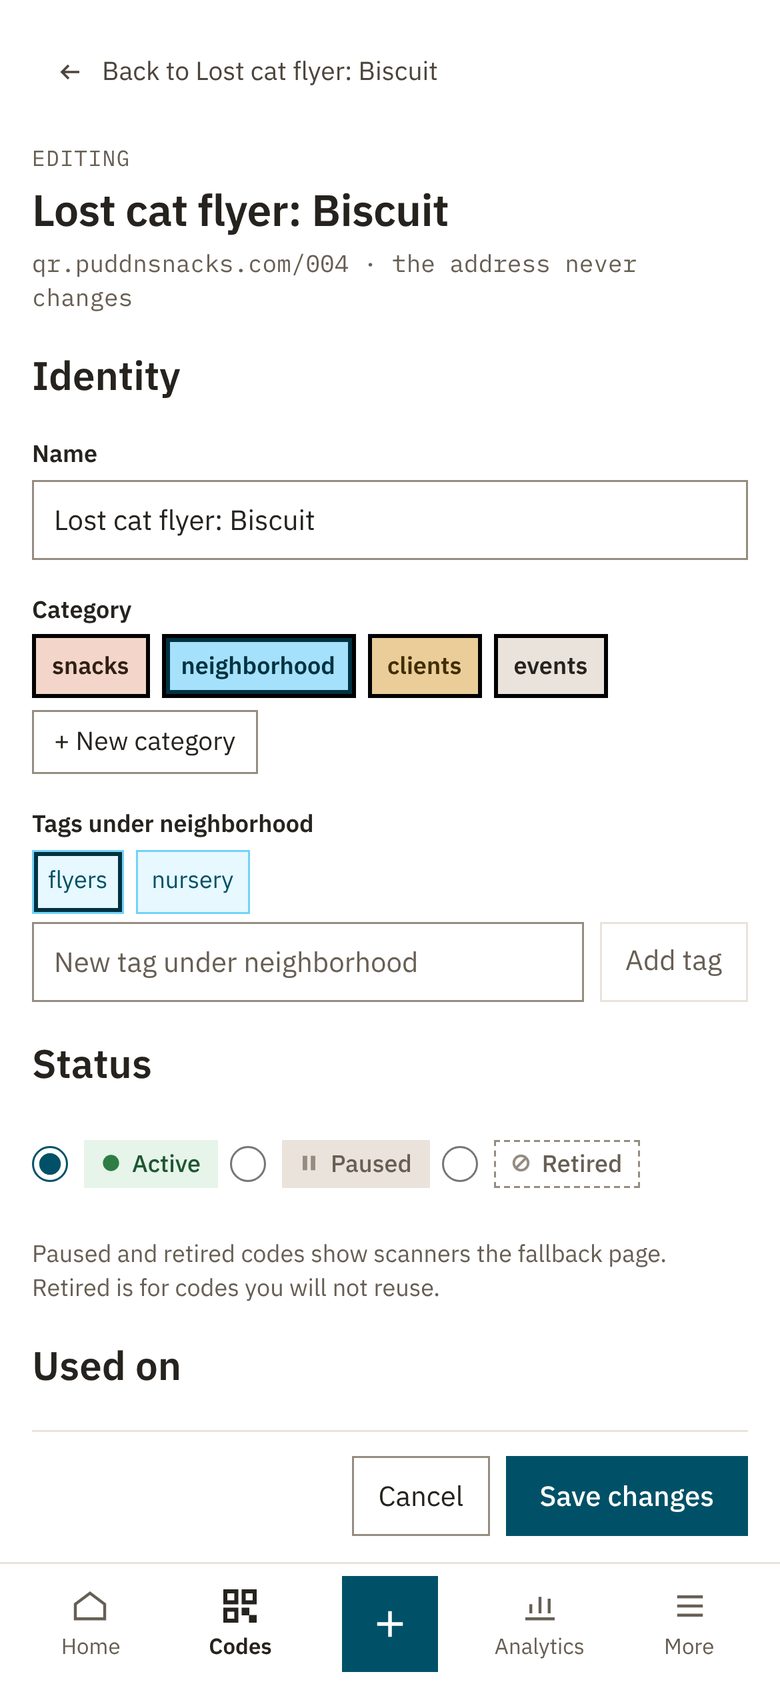 ← Back to Lost cat flyer: Biscuit
EDITING
Lost cat flyer: Biscuit
qr.puddnsnacks.com/004 · the address never
changes
Identity
Name
Lost cat flyer: Biscuit
Category
snacks neighborhood clients events
+ New category
Tags under neighborhood
flyers nursery
New tag under neighborhood Add tag
Status
Active Paused Retired
Paused and retired codes show scanners the fallback page.
Retired is for codes you will not reuse.
Used on
Cancel Save changes
Home Codes + Analytics More